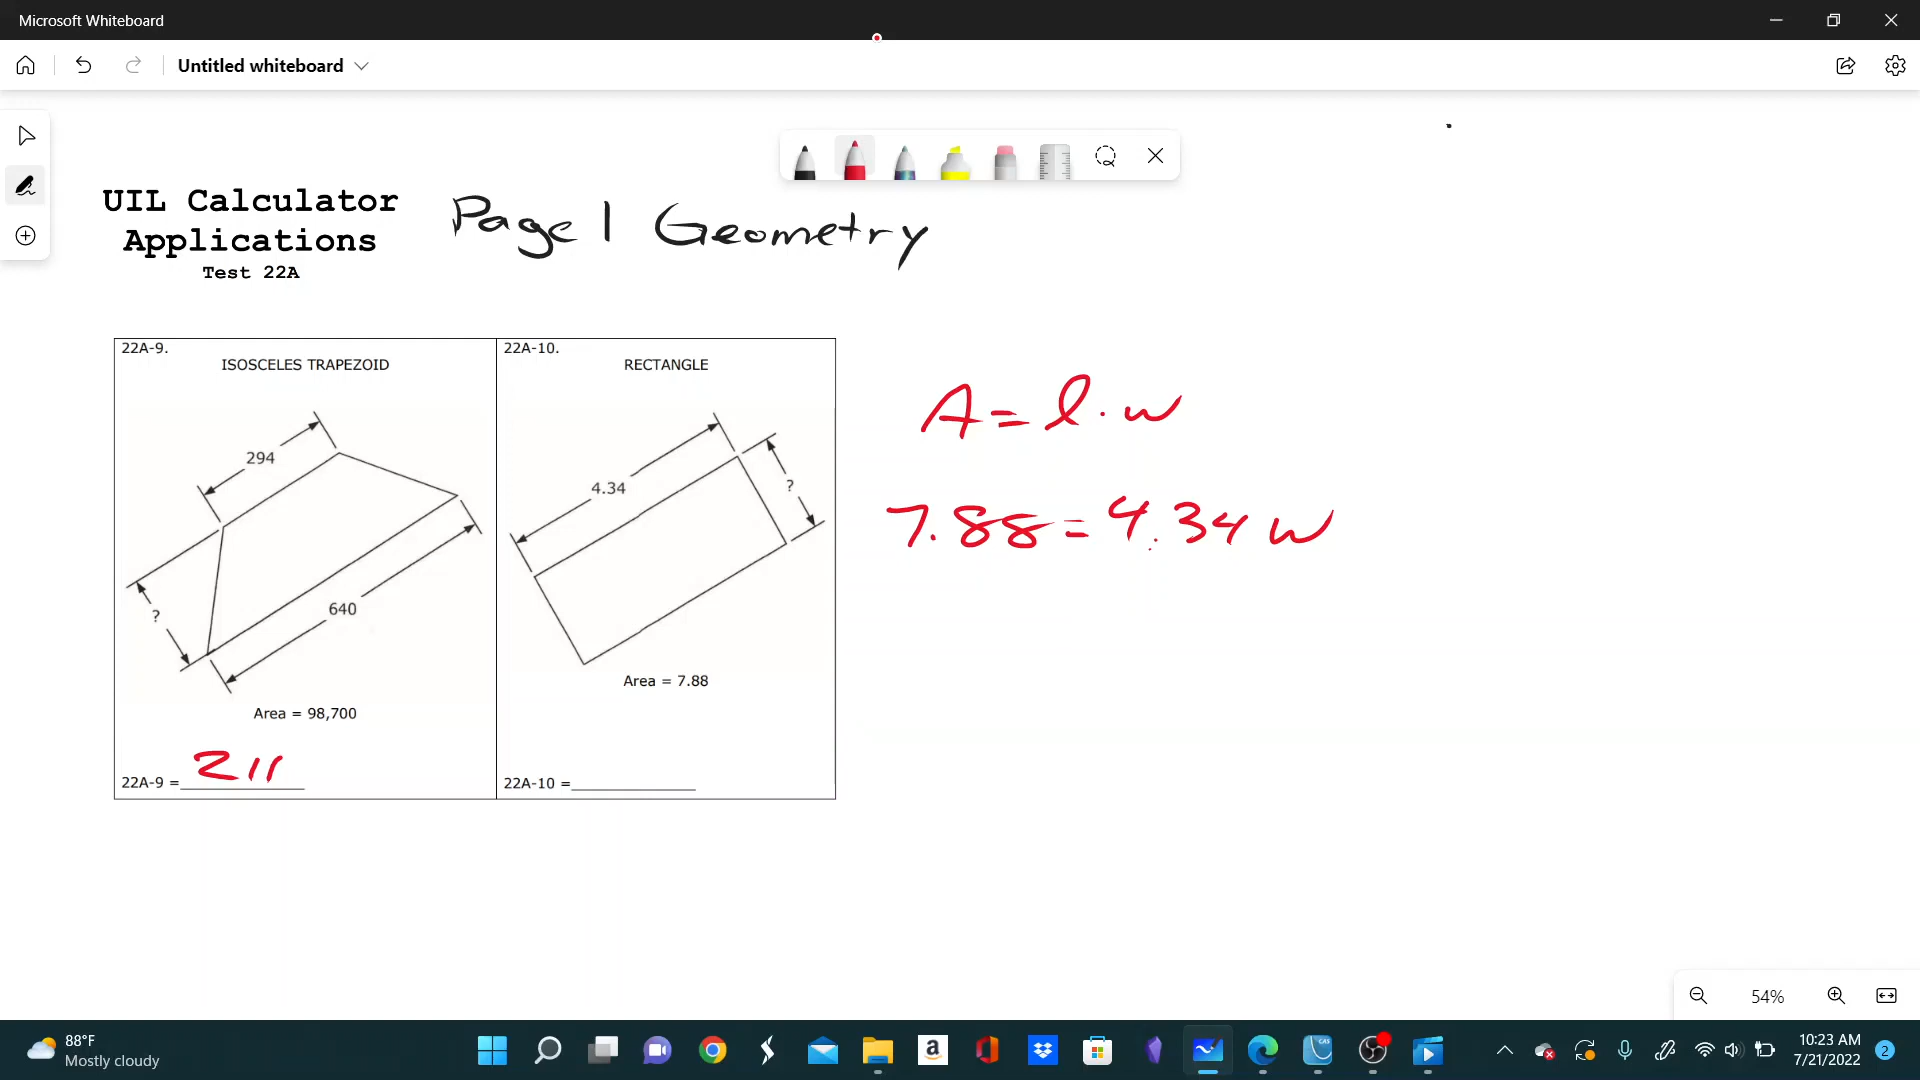 Microsoft Whiteboard
Untitled whiteboard
UIL Calculator
Applications
Test 22A
Page 1 Geometry
22A-9.
ISOSCELES TRAPEZOID
294
?
640
Area = 98,700
22A-9 = 211
22A-10.
RECTANGLE
4.34
?
Area = 7.88
22A-10 =
A = l · w
7.88 = 4.34 w
54%
88°F
Mostly cloudy
a
CAS
10:23 AM
7/21/2022
2